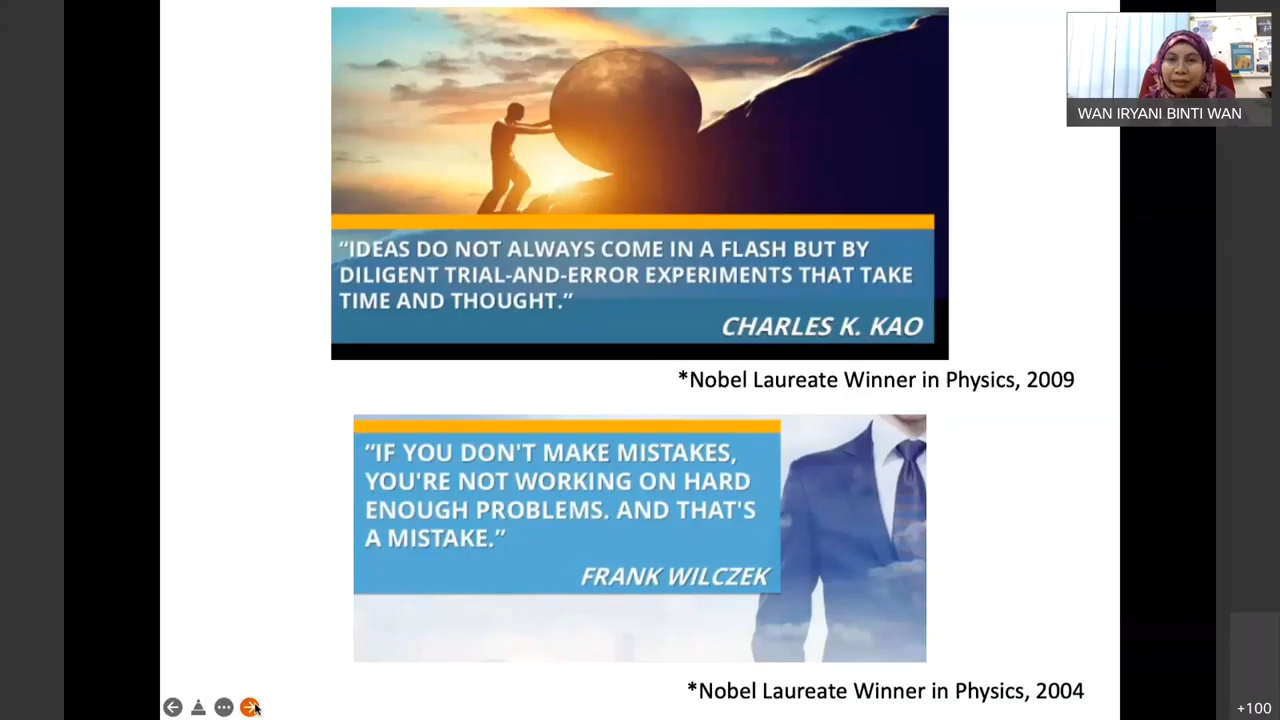 WAN IRYANI BINTI WAN
“IDEAS DO NOT ALWAYS COME IN A FLASH BUT BY
DILIGENT TRIAL-AND-ERROR EXPERIMENTS THAT TAKE
TIME AND THOUGHT.”
CHARLES K. KAO
*Nobel Laureate Winner in Physics, 2009
“IF YOU DON'T MAKE MISTAKES,
YOU'RE NOT WORKING ON HARD
ENOUGH PROBLEMS. AND THAT'S
A MISTAKE.”
FRANK WILCZEK
*Nobel Laureate Winner in Physics, 2004
+100